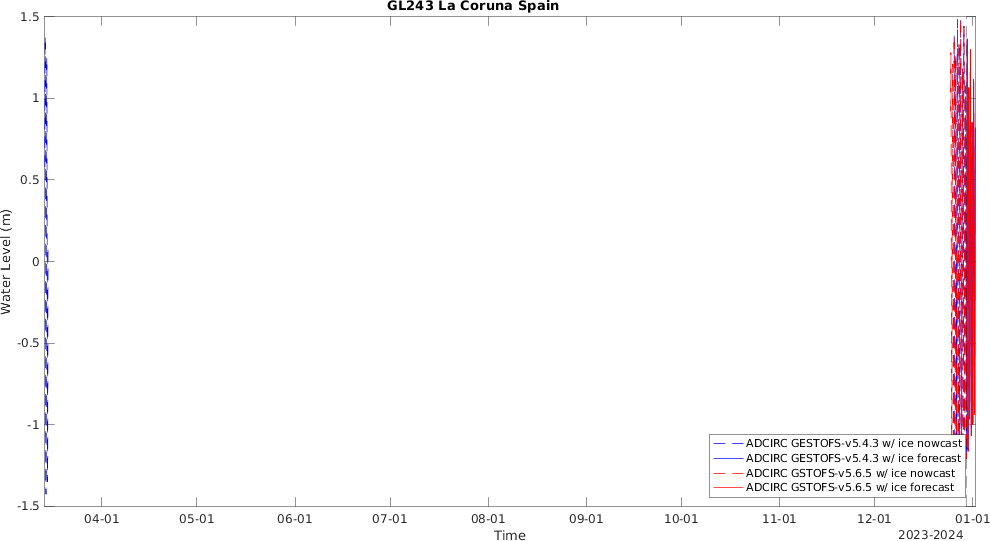 GL243 La Coruna Spain
1.5
1
0.5
0
-0.5
-1
-1.5
Water Level (m)
ADCIRC GESTOFS-v5.4.3 w/ ice nowcast
ADCIRC GESTOFS-v5.4.3 w/ ice forecast
ADCIRC GSTOFS-v5.6.5 w/ ice nowcast
ADCIRC GSTOFS-v5.6.5 w/ ice forecast
04-01 05-01 06-01 07-01 08-01 09-01 10-01 11-01 12-01 01-01
Time
2023-2024